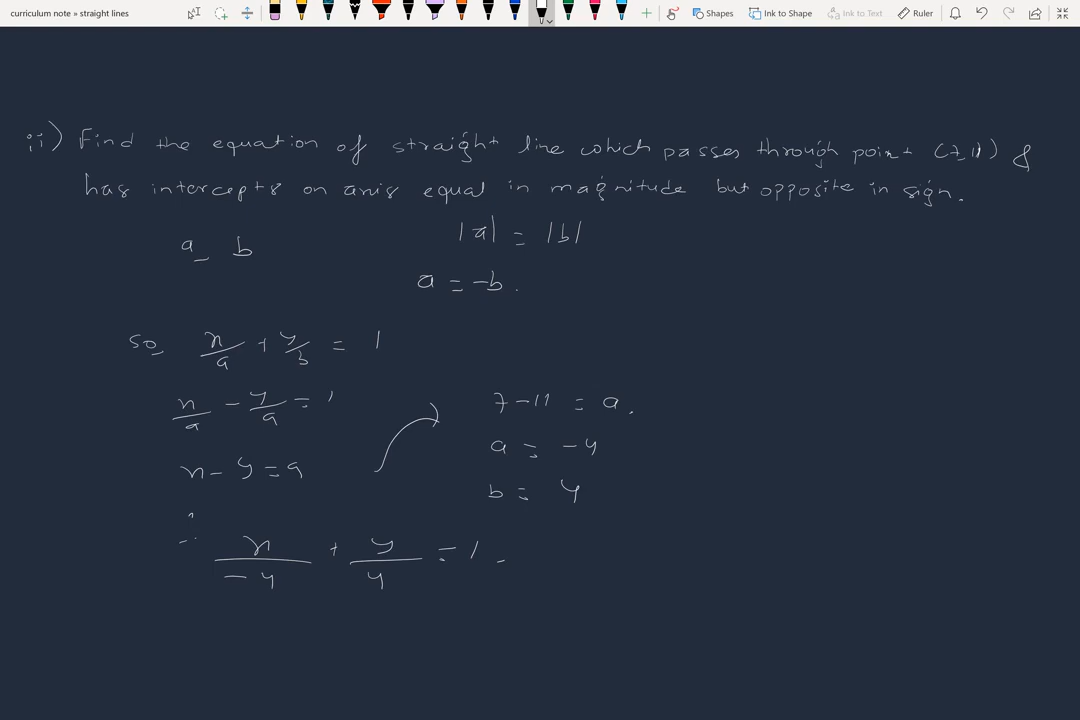 curriculum note » straight lines
Shapes Ink to Shape Ink to Text Ruler
ii) Find the equation of straight line which passes through point (7,11) &
has intercepts on axis equal in magnitude but opposite in sign.
a b |a| = |b|
a = -b.
So x/a + y/b = 1
x/a - y/a = 1
7-11 = a.
a = -4
x - y = a
b = 4
∴ x/-4 + y/4 = 1